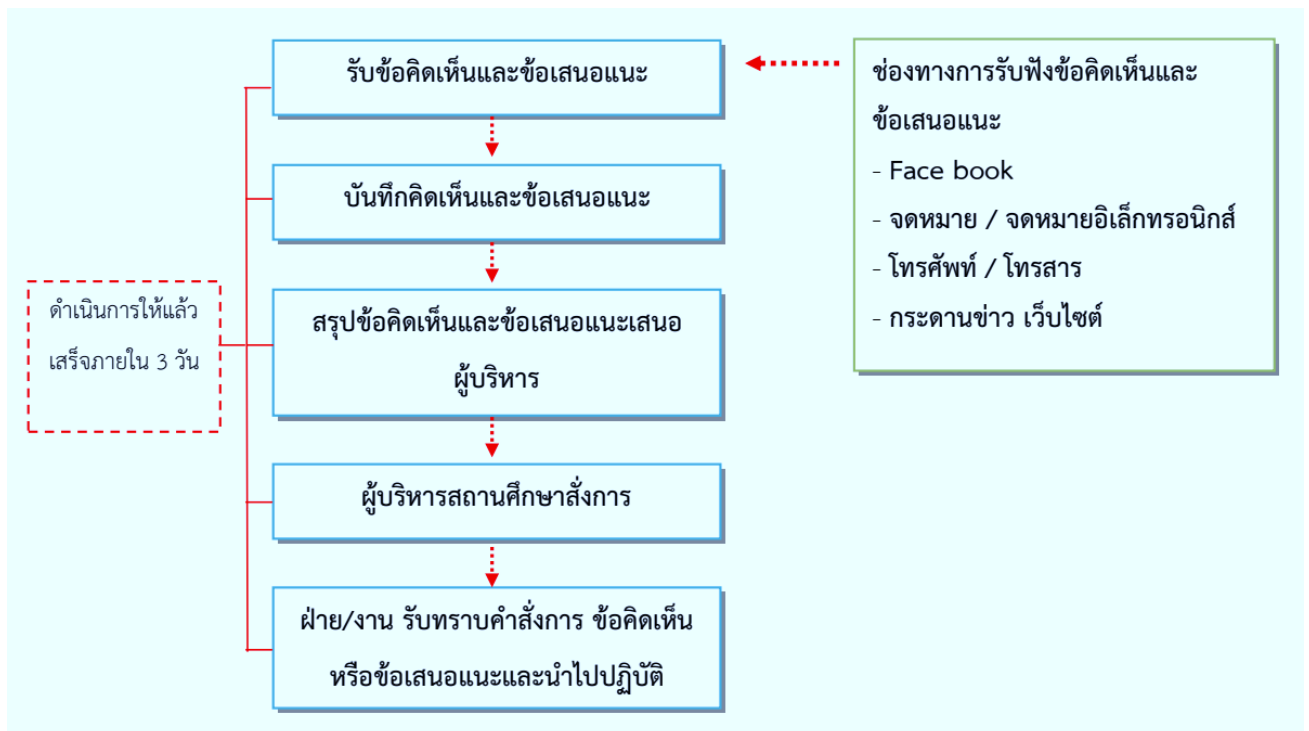 รับข้อคิดเห็นและข้อเสนอแนะ
ช่องทางการรับฟังข้อคิดเห็นและ
ข้อเสนอแนะ
- Face book
- จดหมาย / จดหมายอิเล็กทรอนิกส์
- โทรศัพท์ / โทรสาร
- กระดานข่าว เว็บไซต์
บันทึกคิดเห็นและข้อเสนอแนะ
สรุปข้อคิดเห็นและข้อเสนอแนะเสนอ
ผู้บริหาร
ดำเนินการให้แล้ว
เสร็จภายใน 3 วัน
ผู้บริหารสถานศึกษาสั่งการ
ฝ่าย/งาน รับทราบคำสั่งการ ข้อคิดเห็น
หรือข้อเสนอแนะและนำไปปฏิบัติ